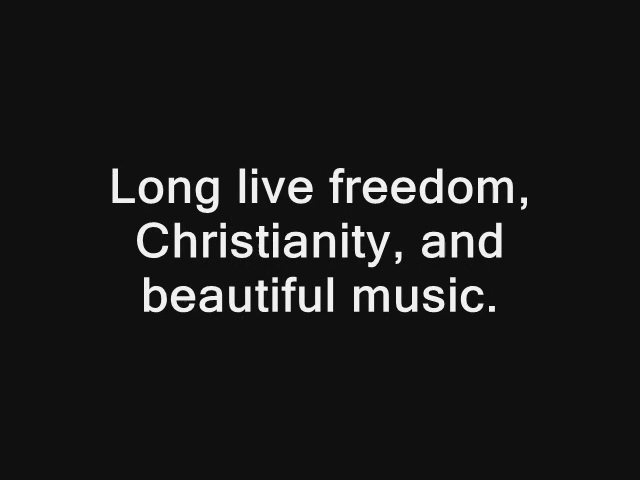 Long live freedom,
Christianity, and
beautiful music.